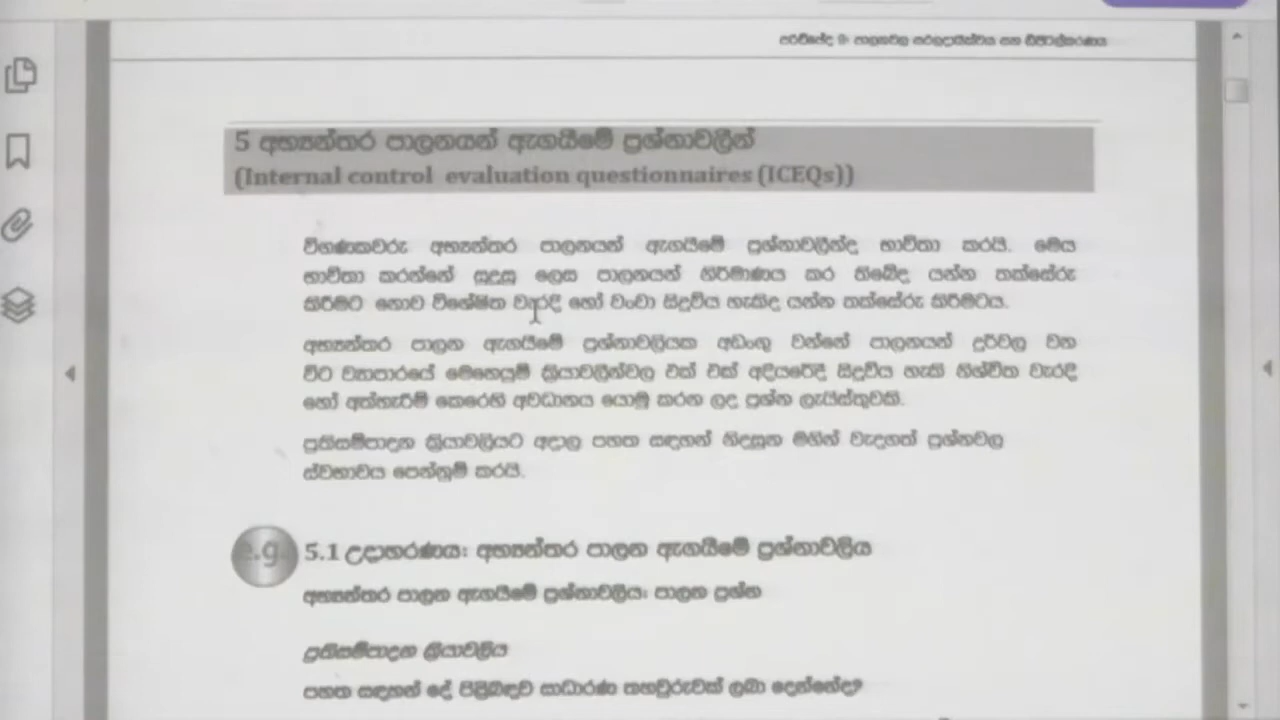 5 අභ්‍යන්තර පාලනයන් ඇගයීමේ ප්‍රශ්නාවලීන්
(Internal control evaluation questionnaires (ICEQs))
විගණකවරු අභ්‍යන්තර පාලනයන් ඇගයීමේ ප්‍රශ්නාවලීන්ද භාවිතා කරයි. මෙය
භාවිතා කරන්නේ සුදුසු ලෙස පාලනයන් නිර්මාණය කර තිබේද යන්න තක්සේරු
කිරීමට නොව විශේෂිත වැරදි හෝ වංචා සිදුවිය හැකිද යන්න තක්සේරු කිරීමටය.
අභ්‍යන්තර පාලන ඇගයීමේ ප්‍රශ්නාවලියක අඩංගු වන්නේ පාලනයන් දුර්වල වන
විට ව්‍යාපාරයේ මෙහෙයුම් ක්‍රියාවලීන්වල එක් එක් අදියරේදී සිදුවිය හැකි නිශ්චිත වැරදි
හෝ අත්හැරීම් කෙරෙහි අවධානය යොමු කරන ලද ප්‍රශ්න ලැයිස්තුවකි.
ප්‍රතිසම්පාදන ක්‍රියාවලියට අදාල පහත සඳහන් නිදසුන මගින් වැදගත් ප්‍රශ්නවල
ස්වභාවය පෙන්නුම් කරයි.
e.g. 5.1 උදාහරණය: අභ්‍යන්තර පාලන ඇගයීමේ ප්‍රශ්නාවලිය
අභ්‍යන්තර පාලන ඇගයීමේ ප්‍රශ්නාවලිය: පාලන ප්‍රශ්න
ප්‍රතිසම්පාදන ක්‍රියාවලිය
පහත සඳහන් දේ පිළිබඳව සාධාරණ තහවුරුවක් ලබා දෙන්නේද?